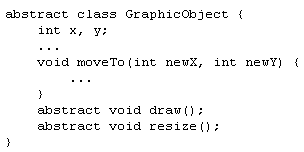 abstract class GraphicObject {
    int x, y;
    ...
    void moveTo(int newX, int newY) {
        ...
    }
    abstract void draw();
    abstract void resize();
}